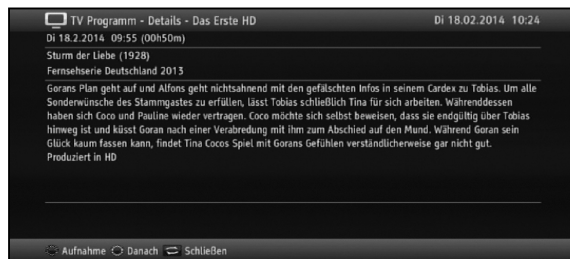 TV Programm - Details - Das Erste HD
Di 18.02.2014 10:24
Di 18.2.2014 09:55 (00h50m)
Sturm der Liebe (1928)
Fernsehserie Deutschland 2013
Gorans Plan geht auf und Alfons geht nichtsahnend mit den gefälschten Infos in seinem Cardex zu Tobias. Um alle
Sonderwünsche des Stammgastes zu erfüllen, lässt Tobias schließlich Tina für sich arbeiten. Währenddessen
haben sich Coco und Pauline wieder vertragen. Coco möchte sich selbst beweisen, dass sie endgültig über Tobias
hinweg ist und küsst Goran nach einer Verabredung mit ihm zum Abschied auf den Mund. Während Goran sein
Glück kaum fassen kann, findet Tina Cocos Spiel mit Gorans Gefühlen verständlicherweise gar nicht gut.
Produziert in HD
Aufnahme Danach Schließen